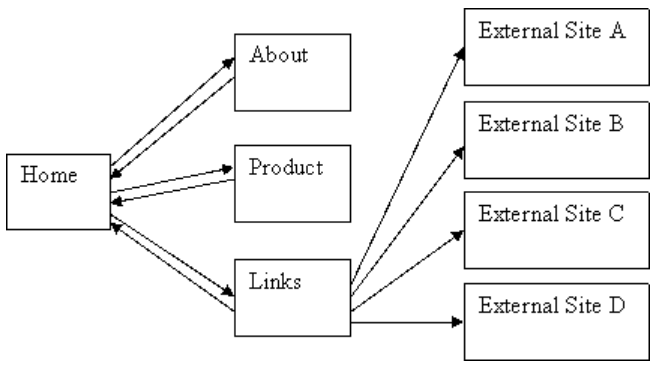 Home
About
Product
Links
External Site A
External Site B
External Site C
External Site D